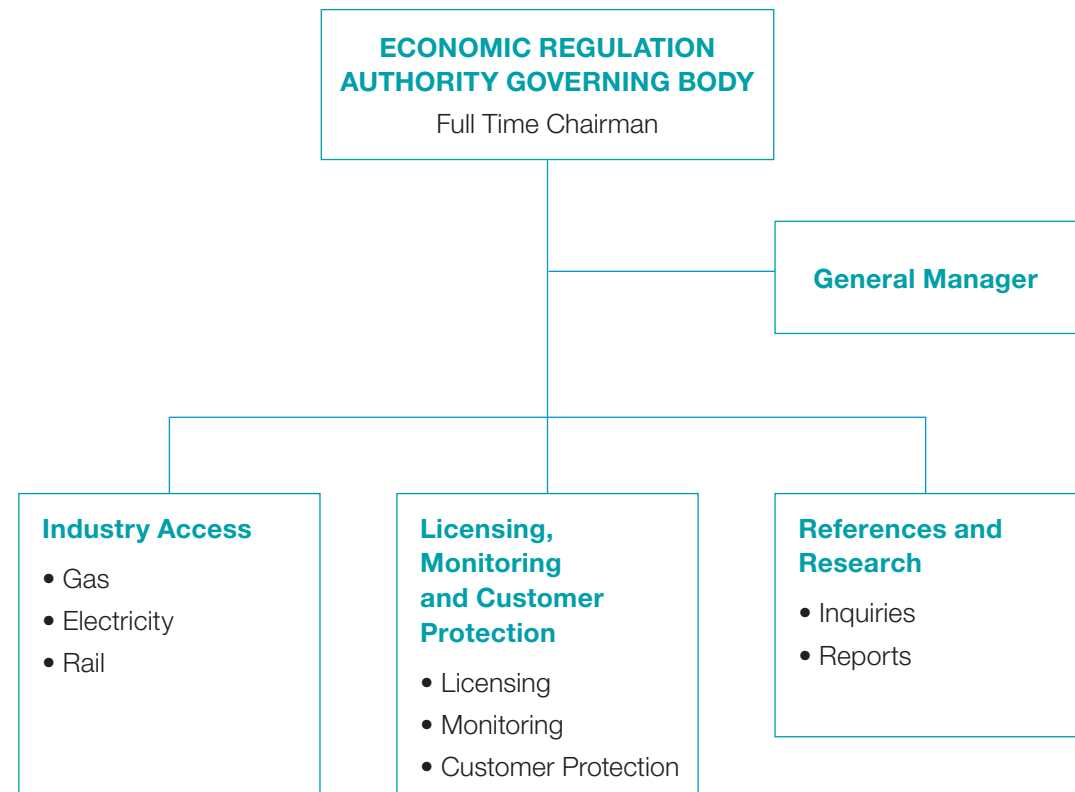 ECONOMIC REGULATION
AUTHORITY GOVERNING BODY
Full Time Chairman
General Manager
Industry Access
• Gas
• Electricity
• Rail
Licensing,
Monitoring
and Customer
Protection
• Licensing
• Monitoring
• Customer Protection
References and
Research
• Inquiries
• Reports